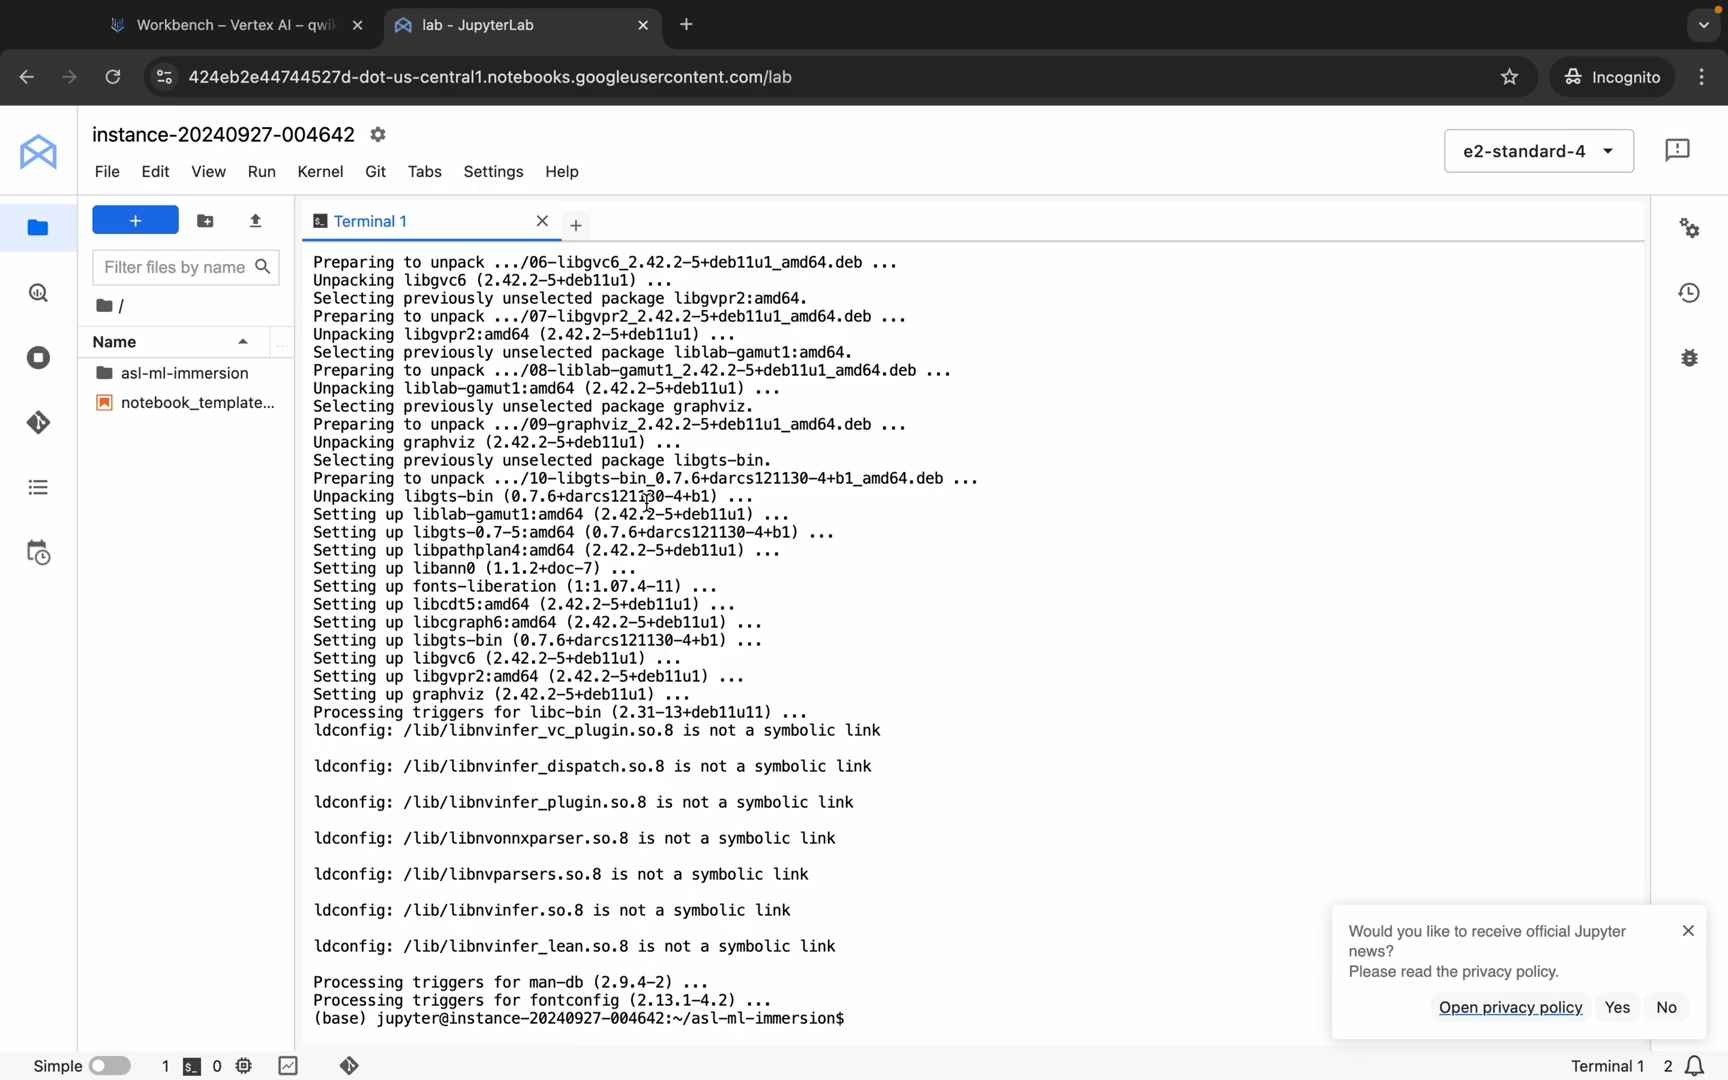 Workbench – Vertex AI – qwi
lab - JupyterLab
424eb2e44744527d-dot-us-central1.notebooks.googleusercontent.com/lab
Incognito
instance-20240927-004642
e2-standard-4
File Edit View Run Kernel Git Tabs Settings Help
+
Filter files by name
/
Name
...
asl-ml-immersion
notebook_template...
Terminal 1
Preparing to unpack .../06-libgvc6_2.42.2-5+deb11u1_amd64.deb ...
Unpacking libgvc6 (2.42.2-5+deb11u1) ...
Selecting previously unselected package libgvpr2:amd64.
Preparing to unpack .../07-libgvpr2_2.42.2-5+deb11u1_amd64.deb ...
Unpacking libgvpr2:amd64 (2.42.2-5+deb11u1) ...
Selecting previously unselected package liblab-gamut1:amd64.
Preparing to unpack .../08-liblab-gamut1_2.42.2-5+deb11u1_amd64.deb ...
Unpacking liblab-gamut1:amd64 (2.42.2-5+deb11u1) ...
Selecting previously unselected package graphviz.
Preparing to unpack .../09-graphviz_2.42.2-5+deb11u1_amd64.deb ...
Unpacking graphviz (2.42.2-5+deb11u1) ...
Selecting previously unselected package libgts-bin.
Preparing to unpack .../10-libgts-bin_0.7.6+darcs121130-4+b1_amd64.deb ...
Unpacking libgts-bin (0.7.6+darcs121130-4+b1) ...
Setting up liblab-gamut1:amd64 (2.42.2-5+deb11u1) ...
Setting up libgts-0.7-5:amd64 (0.7.6+darcs121130-4+b1) ...
Setting up libpathplan4:amd64 (2.42.2-5+deb11u1) ...
Setting up libann0 (1.1.2+doc-7) ...
Setting up fonts-liberation (1:1.07.4-11) ...
Setting up libcdt5:amd64 (2.42.2-5+deb11u1) ...
Setting up libcgraph6:amd64 (2.42.2-5+deb11u1) ...
Setting up libgts-bin (0.7.6+darcs121130-4+b1) ...
Setting up libgvc6 (2.42.2-5+deb11u1) ...
Setting up libgvpr2:amd64 (2.42.2-5+deb11u1) ...
Setting up graphviz (2.42.2-5+deb11u1) ...
Processing triggers for libc-bin (2.31-13+deb11u11) ...
ldconfig: /lib/libnvinfer_vc_plugin.so.8 is not a symbolic link
ldconfig: /lib/libnvinfer_dispatch.so.8 is not a symbolic link
ldconfig: /lib/libnvinfer_plugin.so.8 is not a symbolic link
ldconfig: /lib/libnvonnxparser.so.8 is not a symbolic link
ldconfig: /lib/libnvparsers.so.8 is not a symbolic link
ldconfig: /lib/libnvinfer.so.8 is not a symbolic link
ldconfig: /lib/libnvinfer_lean.so.8 is not a symbolic link
Processing triggers for man-db (2.9.4-2) ...
Processing triggers for fontconfig (2.13.1-4.2) ...
(base) jupyter@instance-20240927-004642:~/asl-ml-immersion$
Would you like to receive official Jupyter
news?
Please read the privacy policy.
Open privacy policy Yes No
Simple 1 0 Terminal 1 2